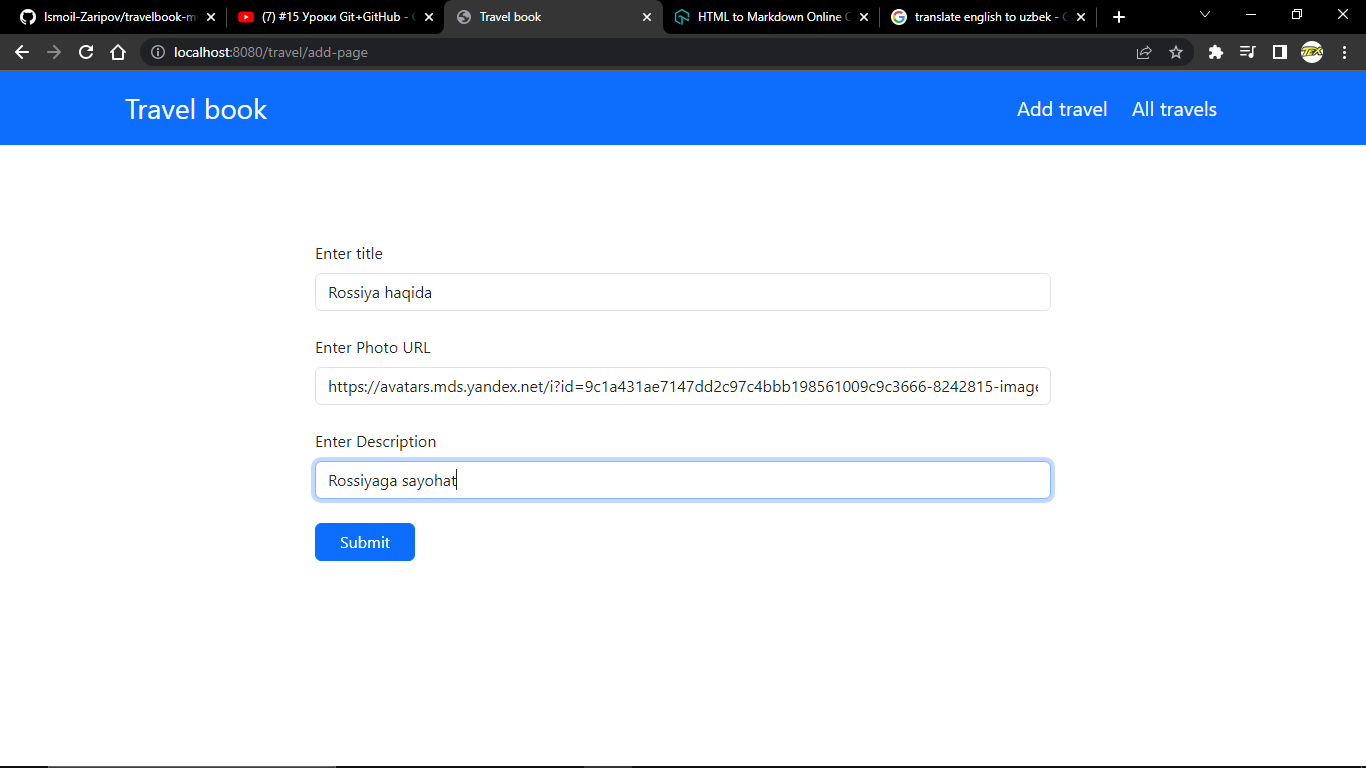 Ismoil-Zaripov/travelbook-m
(7) #15 Уроки Git+GitHub -
Travel book
HTML to Markdown Online
translate english to uzbek -
localhost:8080/travel/add-page
Travel book
Add travel
All travels
Enter title
Rossiya haqida
Enter Photo URL
https://avatars.mds.yandex.net/i?id=9c1a431ae7147dd2c97c4bbb198561009c9c3666-8242815-image
Enter Description
Rossiyaga sayohat
Submit